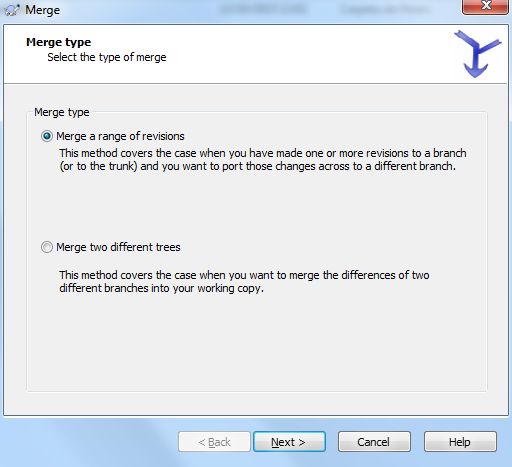 Merge
Merge type
Select the type of merge
Merge type
Merge a range of revisions
This method covers the case when you have made one or more revisions to a branch
(or to the trunk) and you want to port those changes across to a different branch.
Merge two different trees
This method covers the case when you want to merge the differences of two
different branches into your working copy.
< Back
Next >
Cancel
Help